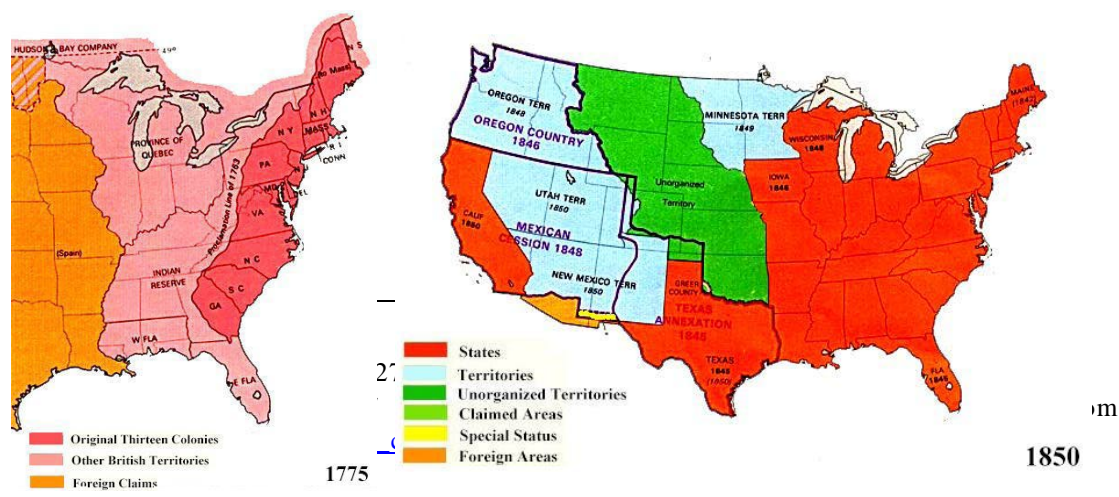 HUDSON BAY COMPANY
49º
N S
(to Mass)
N H
N Y
MASS
R I
CONN
PROVINCE OF
QUEBEC
PA
N J
MD
DEL
Proclamation Line of 1763
VA
(Spain)
INDIAN
RESERVE
N C
S C
GA
W FLA
E FLA
Original Thirteen Colonies
Other British Territories
Foreign Claims
1775
OREGON TERR
1848
OREGON COUNTRY
1846
MINNESOTA TERR
1849
MAINE
(1842)
WISCONSIN
1848
IOWA
1846
Unorganized
Territory
UTAH TERR
1850
CALIF
1850
MEXICAN
CESSION 1848
NEW MEXICO TERR
1850
GREER
COUNTY
TEXAS
ANNEXATION
1845
TEXAS
1845
(1850)
FLA
1845
States
Territories
Unorganized Territories
Claimed Areas
Special Status
Foreign Areas
1850
27
om